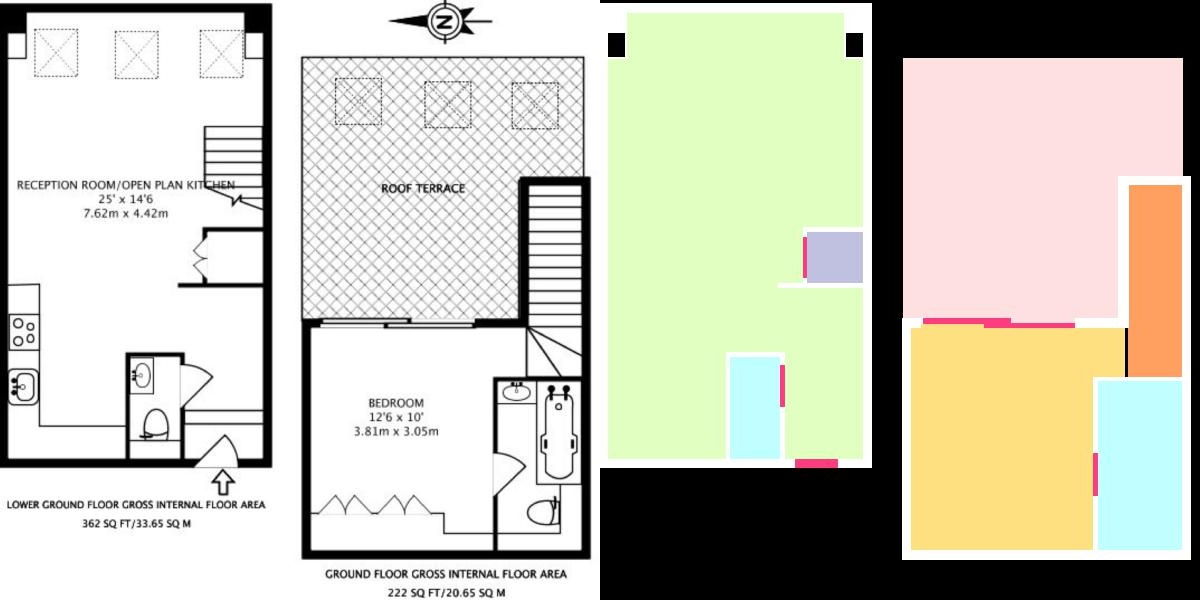 N
RECEPTION ROOM/OPEN PLAN KITCHEN
25' x 14'6
7.62m x 4.42m
ROOF TERRACE
BEDROOM
12'6 x 10'
3.81m x 3.05m
LOWER GROUND FLOOR GROSS INTERNAL FLOOR AREA
362 SQ FT/33.65 SQ M
GROUND FLOOR GROSS INTERNAL FLOOR AREA
222 SQ FT/20.65 SQ M